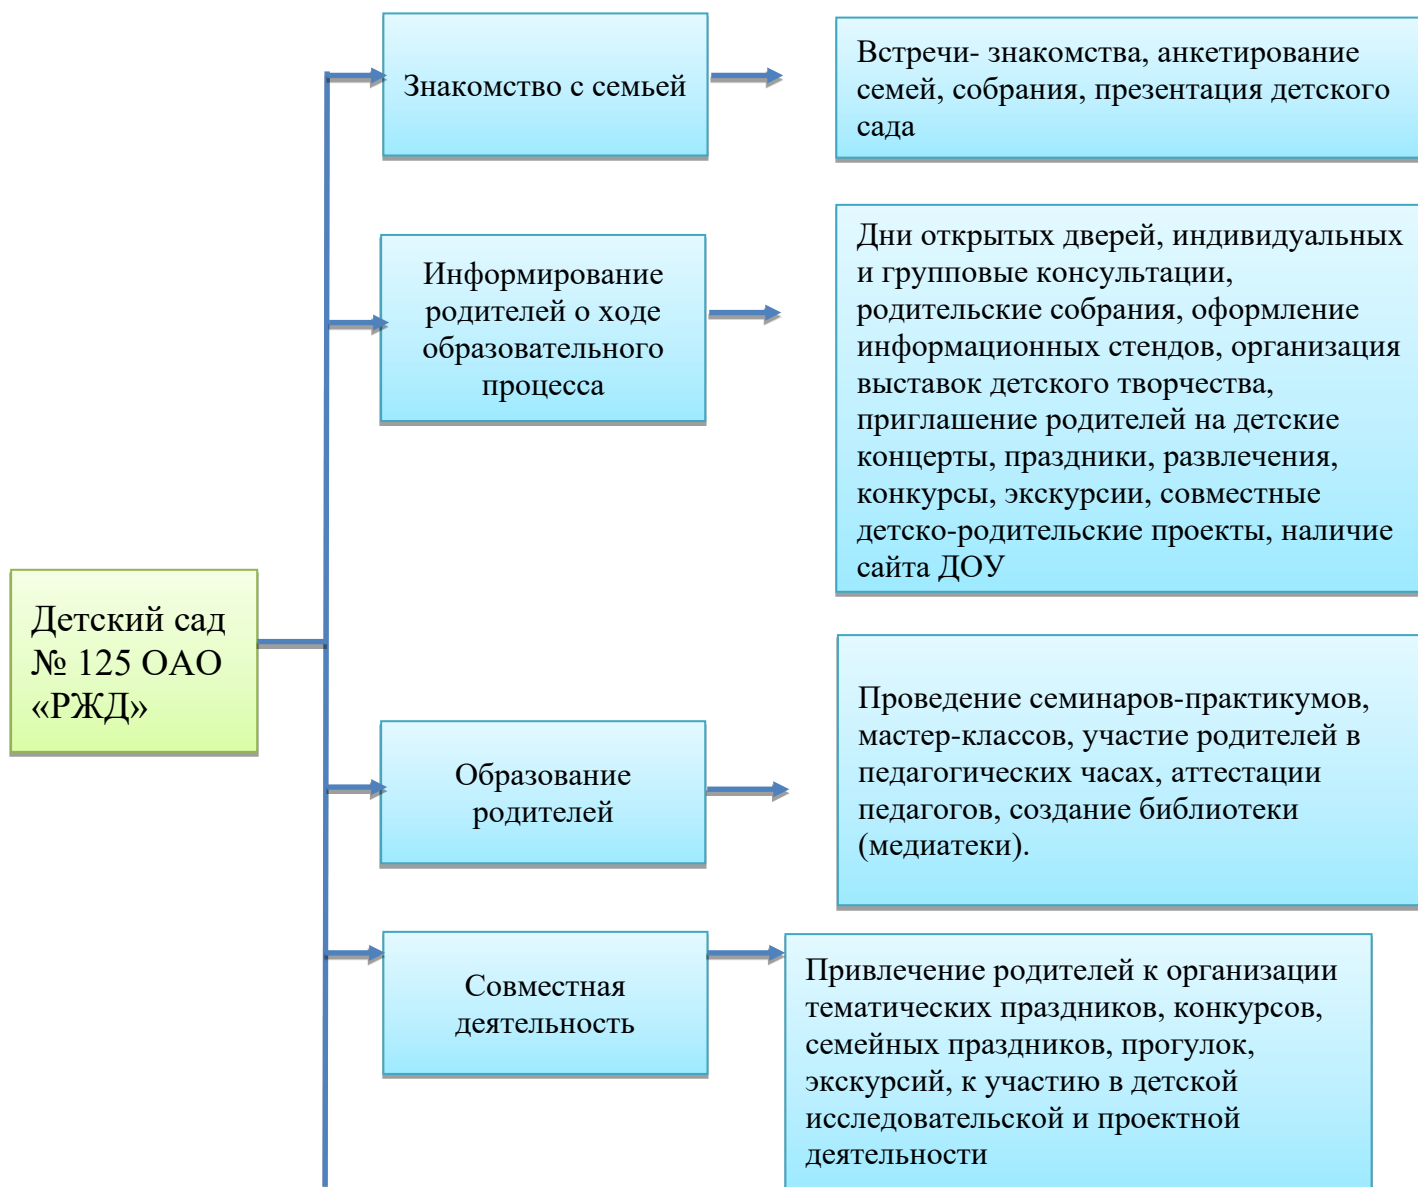 Знакомство с семьей
Встречи- знакомства, анкетирование
семей, собрания, презентация детского
сада
Информирование
родителей о ходе
образовательного
процесса
Дни открытых дверей, индивидуальных
и групповые консультации,
родительские собрания, оформление
информационных стендов, организация
выставок детского творчества,
приглашение родителей на детские
концерты, праздники, развлечения,
конкурсы, экскурсии, совместные
детско-родительские проекты, наличие
сайта ДОУ
Детский сад
№ 125 ОАО
«РЖД»
Образование
родителей
Проведение семинаров-практикумов,
мастер-классов, участие родителей в
педагогических часах, аттестации
педагогов, создание библиотеки
(медиатеки).
Совместная
деятельность
Привлечение родителей к организации
тематических праздников, конкурсов,
семейных праздников, прогулок,
экскурсий, к участию в детской
исследовательской и проектной
деятельности